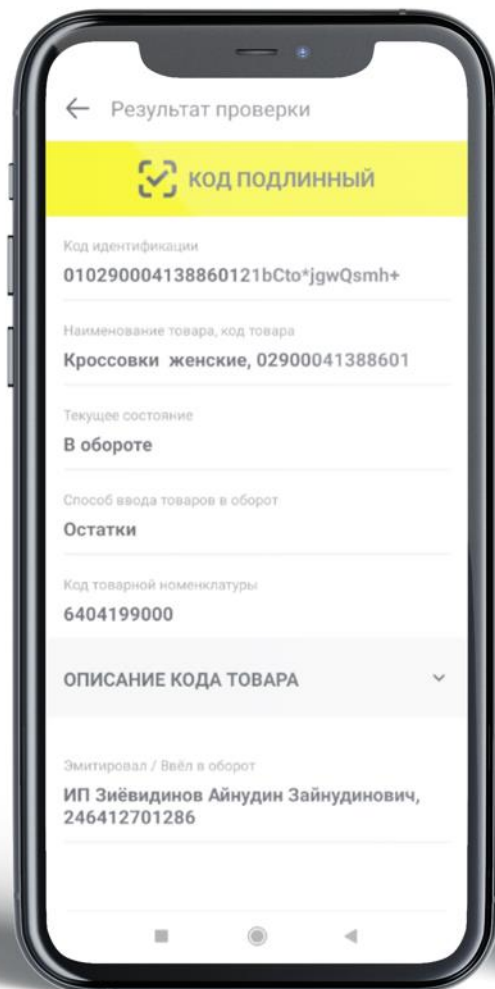 Результат проверки
КОД ПОДЛИННЫЙ
Код идентификации
010290004138860121bCto*jgwQsmh+
Наименование товара, код товара
Кроссовки женские, 02900041388601
Текущее состояние
В обороте
Способ ввода товаров в оборот
Остатки
Код товарной номенклатуры
6404199000
ОПИСАНИЕ КОДА ТОВАРА
Эмитировал / Ввёл в оборот
ИП Зиёвидинов Айнудин Зайнудинович,
246412701286